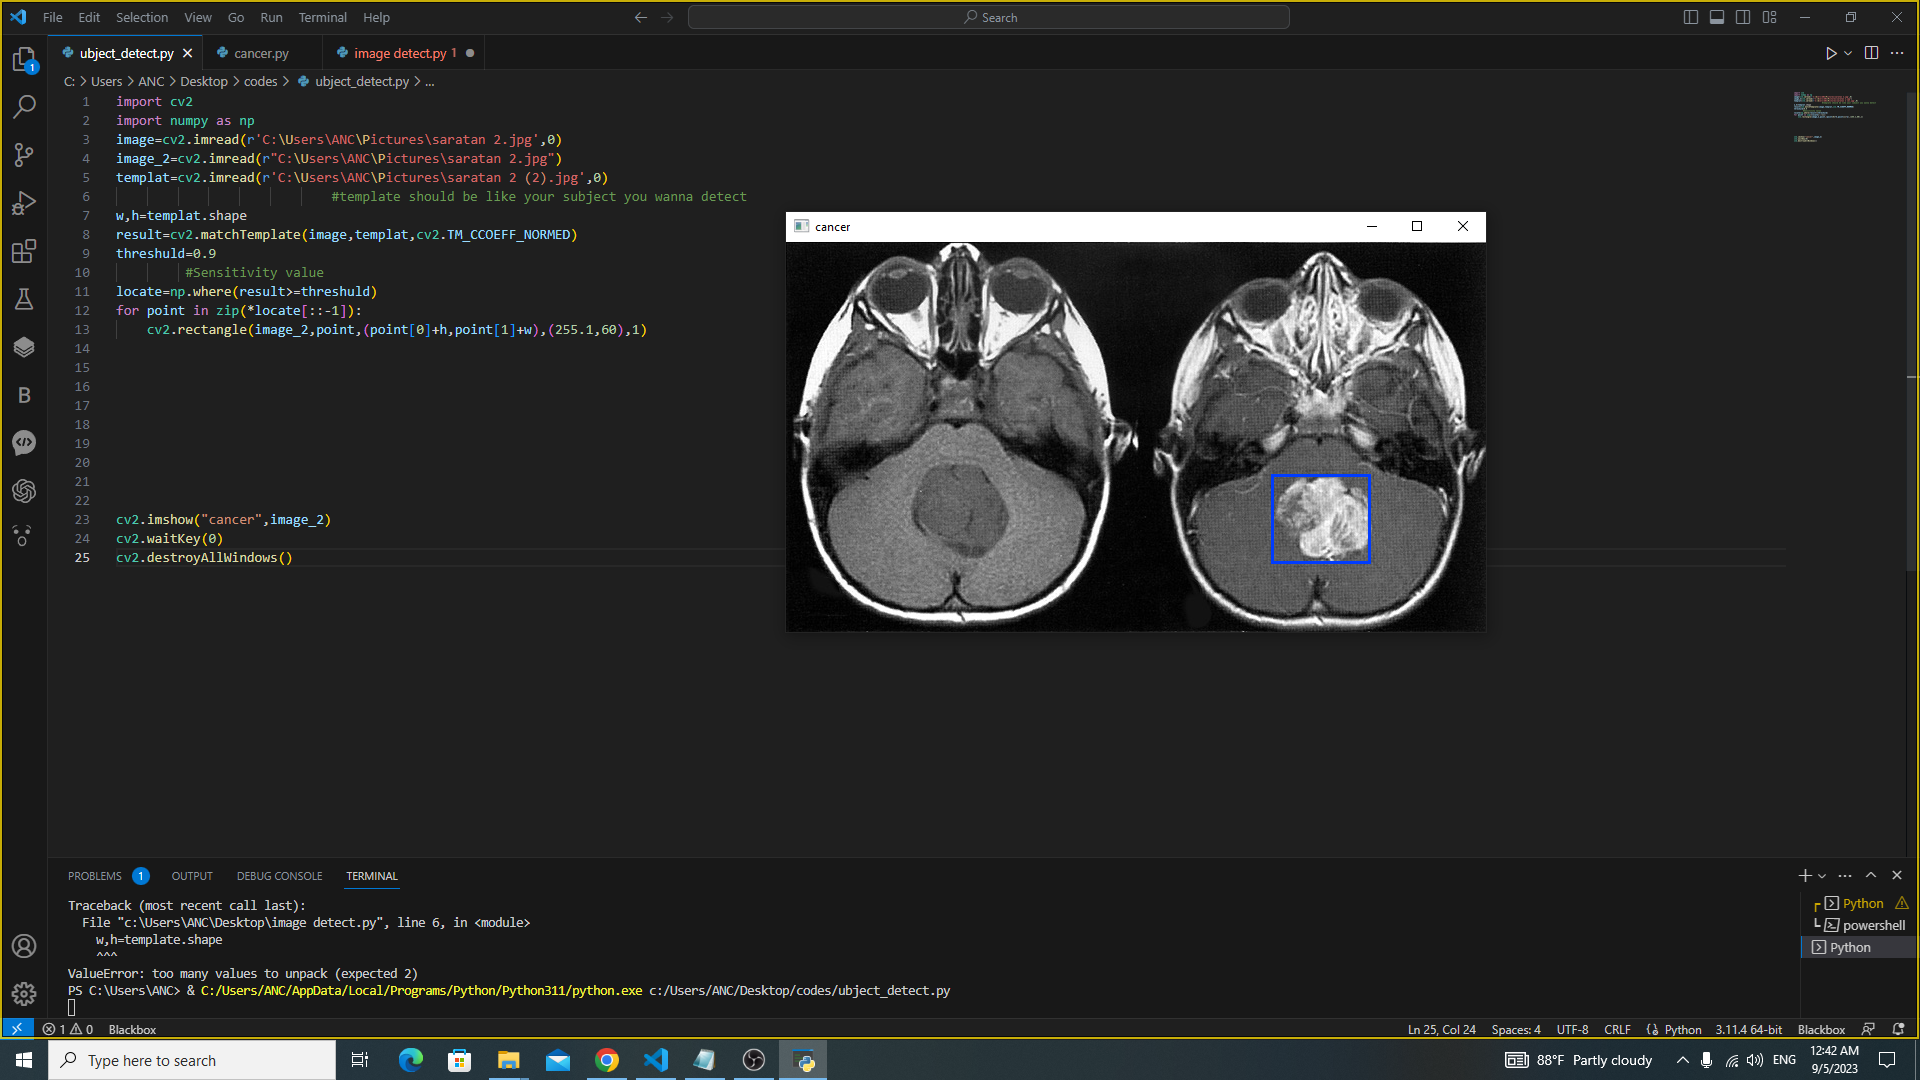 File Edit Selection View Go Run Terminal Help
Search
ubject_detect.py
cancer.py
image detect.py 1
C: > Users > ANC > Desktop > codes > ubject_detect.py > ...
1 import cv2
2 import numpy as np
3 image=cv2.imread(r'C:\Users\ANC\Pictures\saratan 2.jpg',0)
4 image_2=cv2.imread(r"C:\Users\ANC\Pictures\saratan 2.jpg")
5 templat=cv2.imread(r'C:\Users\ANC\Pictures\saratan 2 (2).jpg',0)
6 #template should be like your subject you wanna detect
7 w,h=templat.shape
8 result=cv2.matchTemplate(image,templat,cv2.TM_CCOEFF_NORMED)
9 threshuld=0.9
10 #Sensitivity value
11 locate=np.where(result>=threshuld)
12 for point in zip(*locate[::-1]):
13 cv2.rectangle(image_2,point,(point[0]+h,point[1]+w),(255.1,60),1)
14
15
16
17
18
19
20
21
22
23 cv2.imshow("cancer",image_2)
24 cv2.waitKey(0)
25 cv2.destroyAllWindows()
cancer
PROBLEMS 1 OUTPUT DEBUG CONSOLE TERMINAL
Traceback (most recent call last):
File "c:\Users\ANC\Desktop\image detect.py", line 6, in <module>
w,h=template.shape
^^^
ValueError: too many values to unpack (expected 2)
PS C:\Users\ANC> & C:/Users/ANC/AppData/Local/Programs/Python/Python311/python.exe c:/Users/ANC/Desktop/codes/ubject_detect.py
Python
powershell
Python
1 0 Blackbox
Ln 25, Col 24 Spaces: 4 UTF-8 CRLF Python 3.11.4 64-bit Blackbox
Type here to search
88°F Partly cloudy
ENG
12:42 AM
9/5/2023